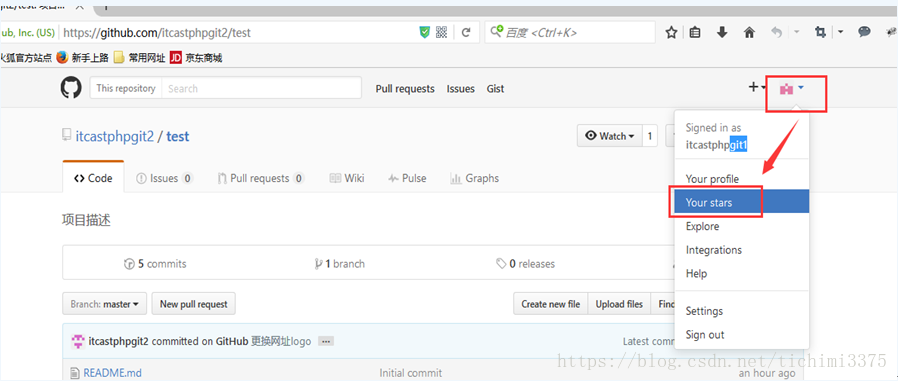 ub, Inc. (US) https://github.com/itcastphpgit2/test 百度 <Ctrl+K>
火狐官方站点 新手上路 常用网址 JD 京东商城
This repository Search Pull requests Issues Gist
itcastphpgit2 / test Watch 1
Signed in as
itcastphpgit1
Code Issues 0 Pull requests 0 Wiki Pulse Graphs
Your profile
Your stars
Explore
Integrations
Help
Settings
Sign out
项目描述
5 commits 1 branch 0 releases
Branch: master New pull request Create new file Upload files Find
itcastphpgit2 committed on GitHub 更换网址logo ... Latest comm
README.md Initial commit an hour ago
https://blog.csdn.net/tichimi3375